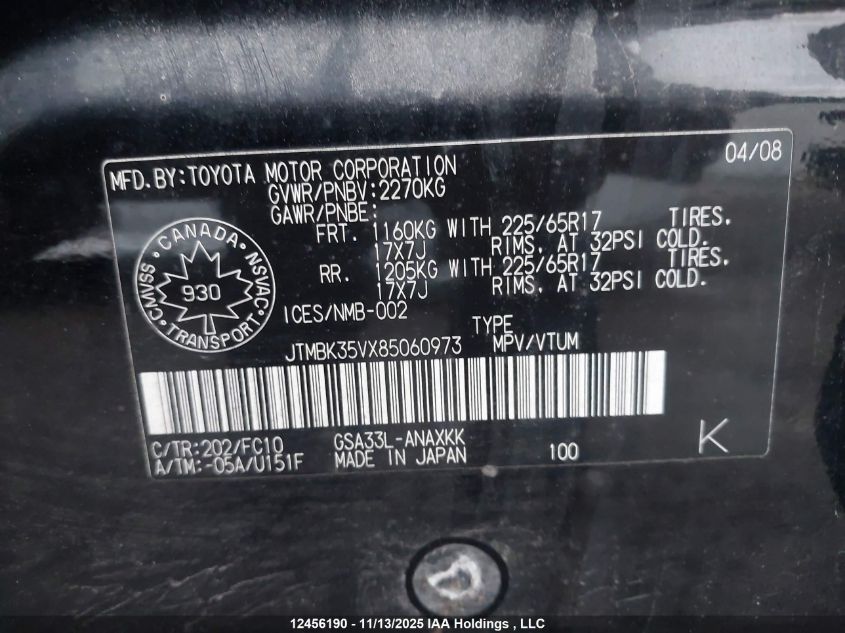 04/08
MFD.BY:TOYOTA MOTOR CORPORATION
GVWR/PNBV:2270KG
GAWR/PNBE:
FRT. 1160KG WITH 225/65R17 TIRES.
17X7J RIMS. AT 32PSI COLD.
RR. 1205KG WITH 225/65R17 TIRES.
17X7J RIMS. AT 32PSI COLD.
CANADA
CMVSS
NSVAC
930
TRANSPORT
ICES/NMB-002
TYPE
JTMBK35VX85060973 MPV/VTUM
C/TR:202/FC10 GSA33L-ANAXKK
A/TM:-05A/U151F MADE IN JAPAN 100
K
12456190 - 11/13/2025 IAA Holdings , LLC